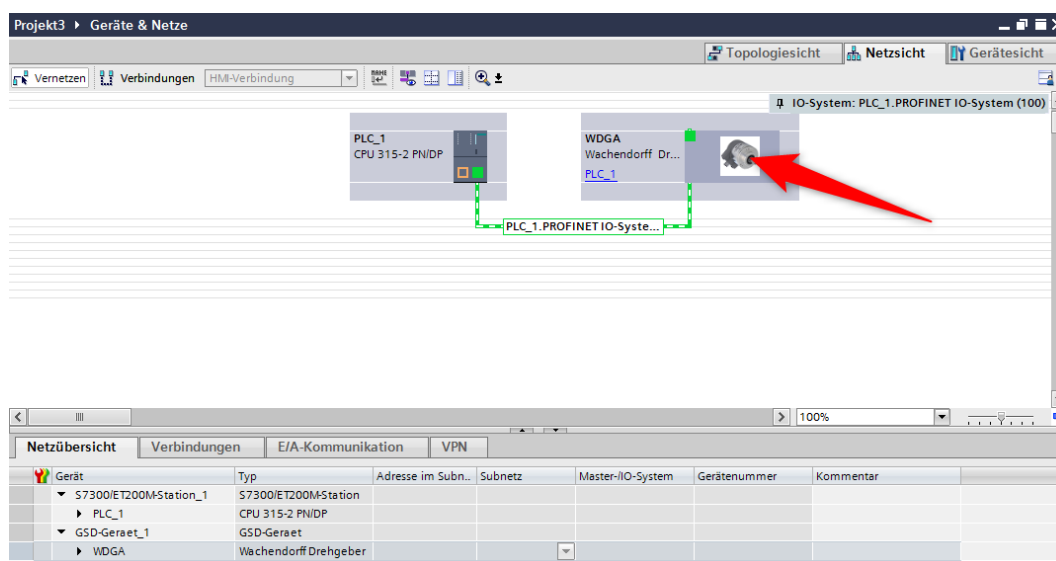 Projekt3 ▸ Geräte & Netze
Topologiesicht Netzsicht Gerätesicht
Vernetzen Verbindungen HMI-Verbindung
IO-System: PLC_1.PROFINET IO-System (100)
PLC_1
CPU 315-2 PN/DP
WDGA
Wachendorff Dr...
PLC_1
PLC_1.PROFINET IO-Syste...
100%
Netzübersicht Verbindungen E/A-Kommunikation VPN
Gerät Typ Adresse im Subn... Subnetz Master-/IO-System Gerätenummer Kommentar
S7300/ET200M-Station_1 S7300/ET200M-Station
PLC_1 CPU 315-2 PN/DP
GSD-Geraet_1 GSD-Geraet
WDGA Wachendorff Drehgeber